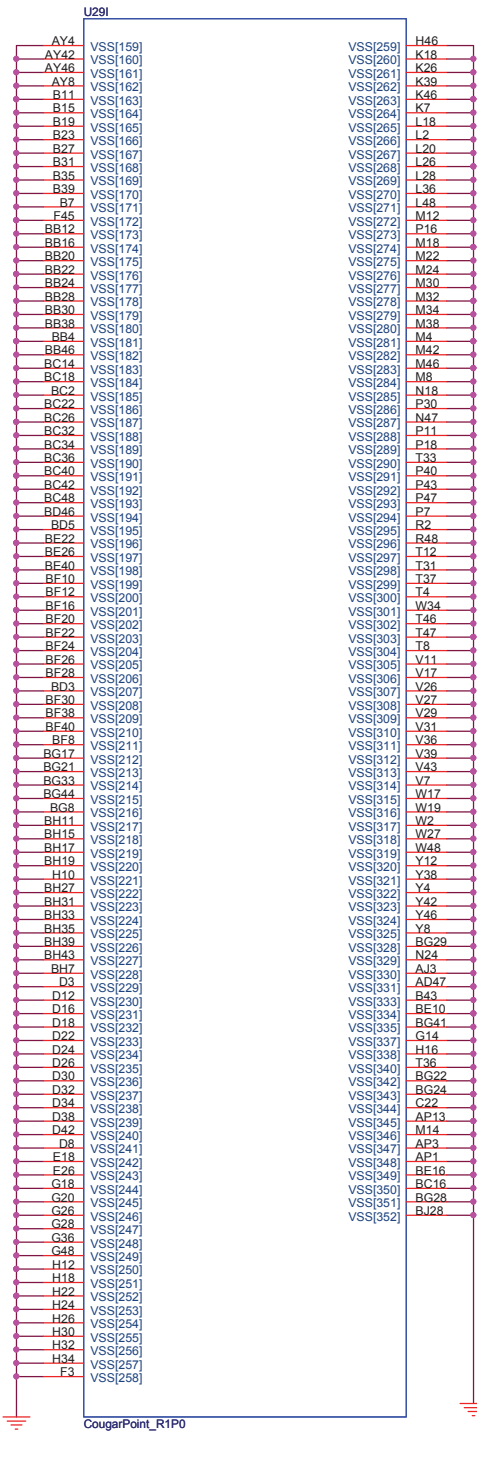 U29I
AY4 VSS[159]
AY42 VSS[160]
AY46 VSS[161]
AY8 VSS[162]
B11 VSS[163]
B15 VSS[164]
B19 VSS[165]
B23 VSS[166]
B27 VSS[167]
B31 VSS[168]
B35 VSS[169]
B39 VSS[170]
B7 VSS[171]
F45 VSS[172]
BB12 VSS[173]
BB16 VSS[174]
BB20 VSS[175]
BB22 VSS[176]
BB24 VSS[177]
BB28 VSS[178]
BB30 VSS[179]
BB38 VSS[180]
BB4 VSS[181]
BB46 VSS[182]
BC14 VSS[183]
BC18 VSS[184]
BC2 VSS[185]
BC22 VSS[186]
BC26 VSS[187]
BC32 VSS[188]
BC34 VSS[189]
BC36 VSS[190]
BC40 VSS[191]
BC42 VSS[192]
BC48 VSS[193]
BD46 VSS[194]
BD5 VSS[195]
BE22 VSS[196]
BE26 VSS[197]
BE40 VSS[198]
BF10 VSS[199]
BF12 VSS[200]
BF16 VSS[201]
BF20 VSS[202]
BF22 VSS[203]
BF24 VSS[204]
BF26 VSS[205]
BF28 VSS[206]
BD3 VSS[207]
BF30 VSS[208]
BF38 VSS[209]
BF40 VSS[210]
BF8 VSS[211]
BG17 VSS[212]
BG21 VSS[213]
BG33 VSS[214]
BG44 VSS[215]
BG8 VSS[216]
BH11 VSS[217]
BH15 VSS[218]
BH17 VSS[219]
BH19 VSS[220]
H10 VSS[221]
BH27 VSS[222]
BH31 VSS[223]
BH33 VSS[224]
BH35 VSS[225]
BH39 VSS[226]
BH43 VSS[227]
BH7 VSS[228]
D3 VSS[229]
D12 VSS[230]
D16 VSS[231]
D18 VSS[232]
D22 VSS[233]
D24 VSS[234]
D26 VSS[235]
D30 VSS[236]
D32 VSS[237]
D34 VSS[238]
D38 VSS[239]
D42 VSS[240]
D8 VSS[241]
E18 VSS[242]
E26 VSS[243]
G18 VSS[244]
G20 VSS[245]
G26 VSS[246]
G28 VSS[247]
G36 VSS[248]
G48 VSS[249]
H12 VSS[250]
H18 VSS[251]
H22 VSS[252]
H24 VSS[253]
H26 VSS[254]
H30 VSS[255]
H32 VSS[256]
H34 VSS[257]
F3 VSS[258]
VSS[259] H46
VSS[260] K18
VSS[261] K26
VSS[262] K39
VSS[263] K46
VSS[264] K7
VSS[265] L18
VSS[266] L2
VSS[267] L20
VSS[268] L26
VSS[269] L28
VSS[270] L36
VSS[271] L48
VSS[272] M12
VSS[273] P16
VSS[274] M18
VSS[275] M22
VSS[276] M24
VSS[277] M30
VSS[278] M32
VSS[279] M34
VSS[280] M38
VSS[281] M4
VSS[282] M42
VSS[283] M46
VSS[284] M8
VSS[285] N18
VSS[286] P30
VSS[287] N47
VSS[288] P11
VSS[289] P18
VSS[290] T33
VSS[291] P40
VSS[292] P43
VSS[293] P47
VSS[294] P7
VSS[295] R2
VSS[296] R48
VSS[297] T12
VSS[298] T31
VSS[299] T37
VSS[300] T4
VSS[301] W34
VSS[302] T46
VSS[303] T47
VSS[304] T8
VSS[305] V11
VSS[306] V17
VSS[307] V26
VSS[308] V27
VSS[309] V29
VSS[310] V31
VSS[311] V36
VSS[312] V39
VSS[313] V43
VSS[314] V7
VSS[315] W17
VSS[316] W19
VSS[317] W2
VSS[318] W27
VSS[319] W48
VSS[320] Y12
VSS[321] Y38
VSS[322] Y4
VSS[323] Y42
VSS[324] Y46
VSS[325] Y8
VSS[328] BG29
VSS[329] N24
VSS[330] AJ3
VSS[331] AD47
VSS[333] B43
VSS[334] BE10
VSS[335] BG41
VSS[337] G14
VSS[338] H16
VSS[340] T36
VSS[342] BG22
VSS[343] BG24
VSS[344] C22
VSS[345] AP13
VSS[346] M14
VSS[347] AP3
VSS[348] AP1
VSS[349] BE16
VSS[350] BC16
VSS[351] BG28
VSS[352] BJ28
CougarPoint_R1P0